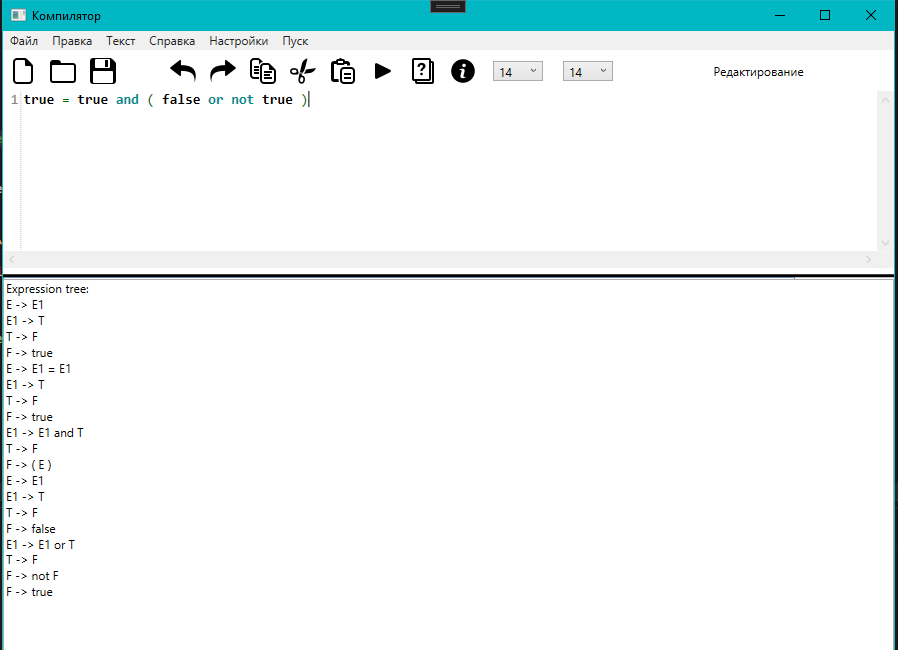 Компилятор
Файл Правка Текст Справка Настройки Пуск
14 14 Редактирование
1 true = true and ( false or not true )
Expression tree:
E -> E1
E1 -> T
T -> F
F -> true
E -> E1 = E1
E1 -> T
T -> F
F -> true
E1 -> E1 and T
T -> F
F -> ( E )
E -> E1
E1 -> T
T -> F
F -> false
E1 -> E1 or T
T -> F
F -> not F
F -> true